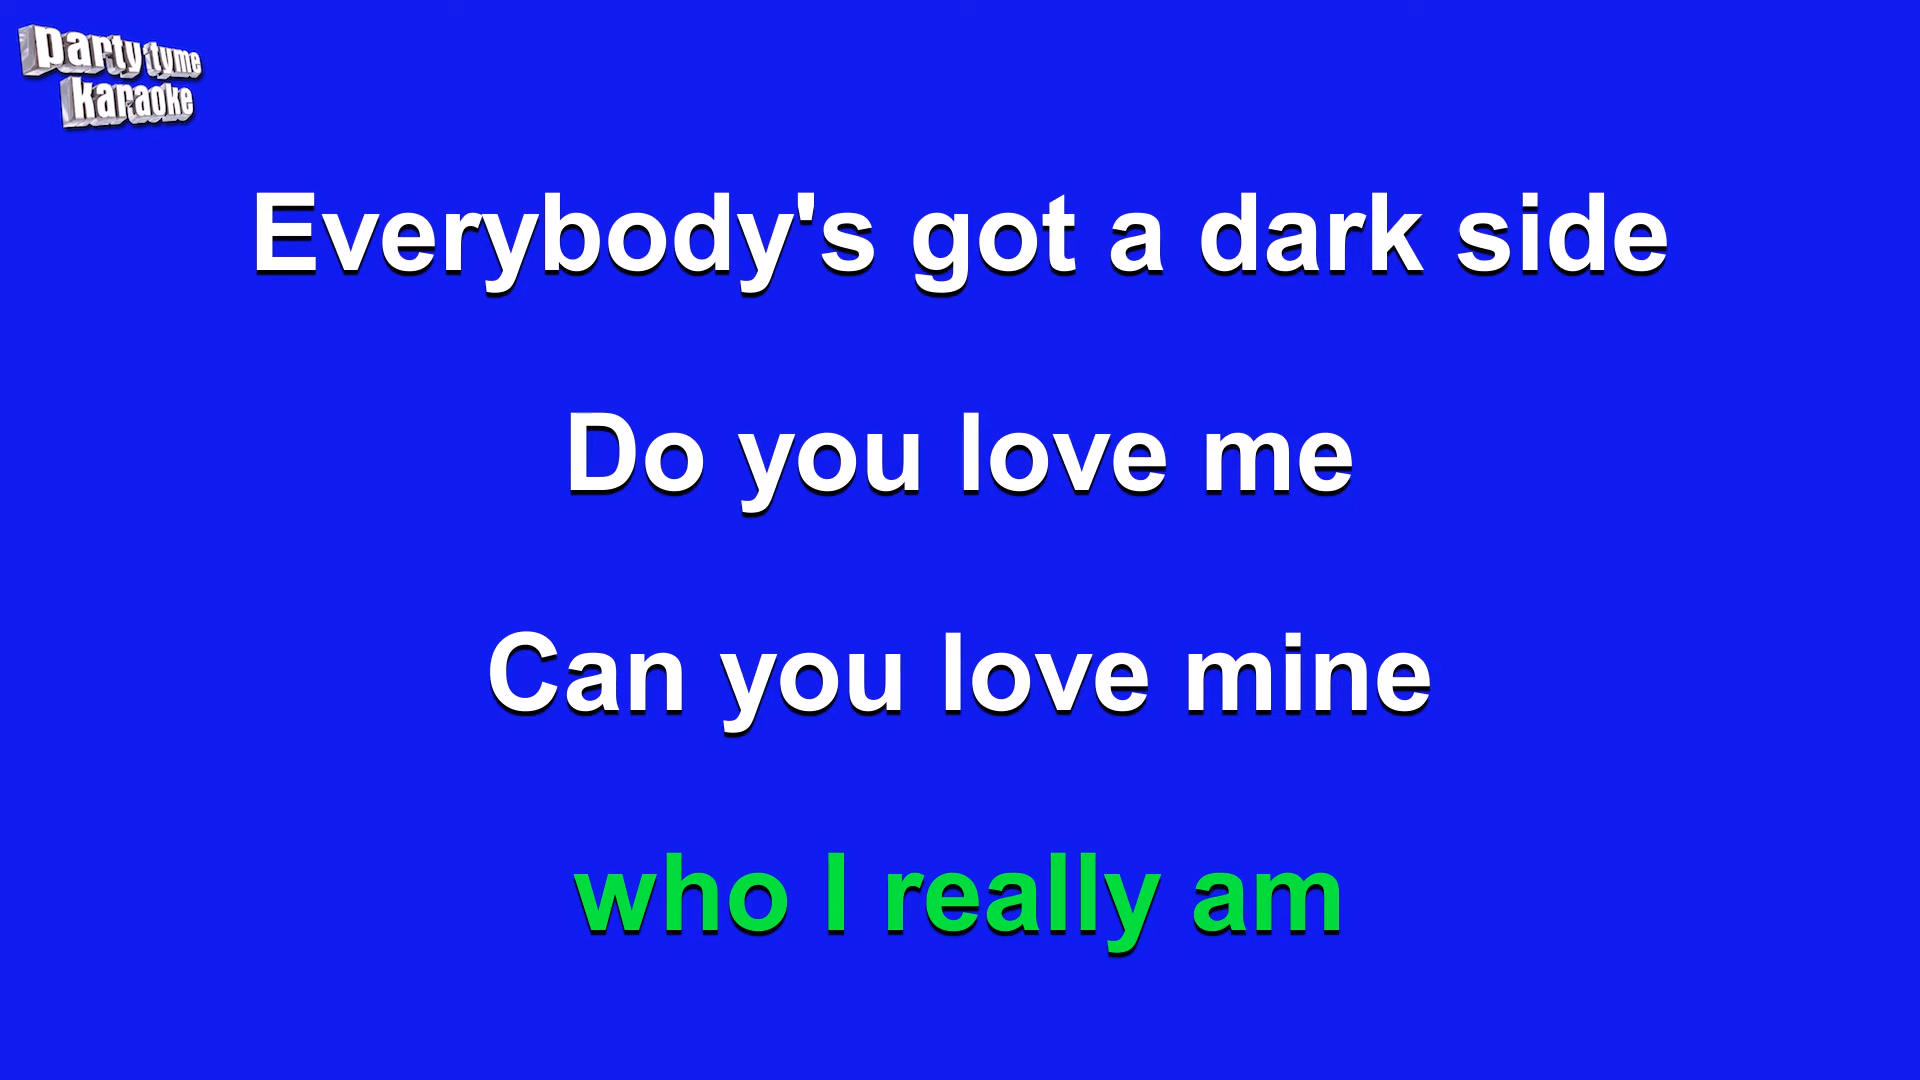 party tyme
karaoke
Everybody's got a dark side
Do you love me
Can you love mine
who I really am